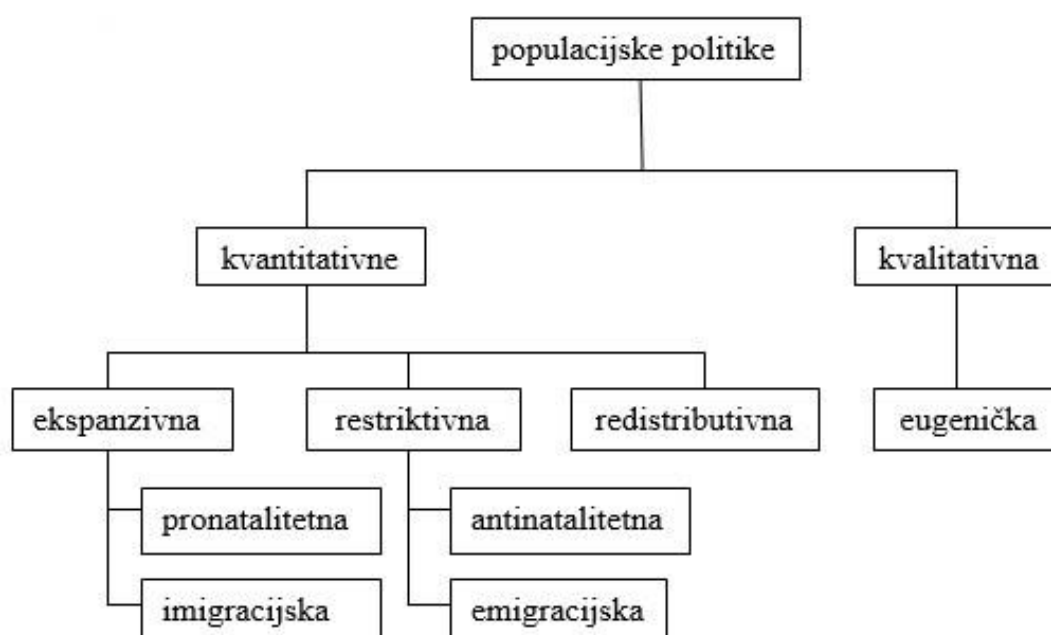 populacijske politike
kvantitativne
kvalitativna
ekspanzivna
restriktivna
redistributivna
eugenička
pronatalitetna
antinatalitetna
imigracijska
emigracijska